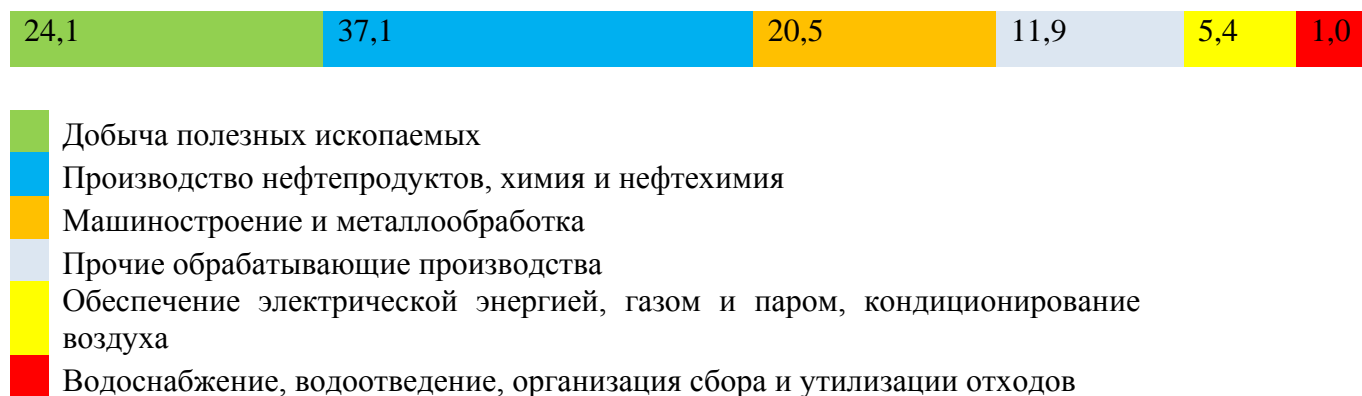 24,1 37,1 20,5 11,9 5,4 1,0
Добыча полезных ископаемых
Производство нефтепродуктов, химия и нефтехимия
Машиностроение и металлообработка
Прочие обрабатывающие производства
Обеспечение электрической энергией, газом и паром, кондиционирование
воздуха
Водоснабжение, водоотведение, организация сбора и утилизации отходов